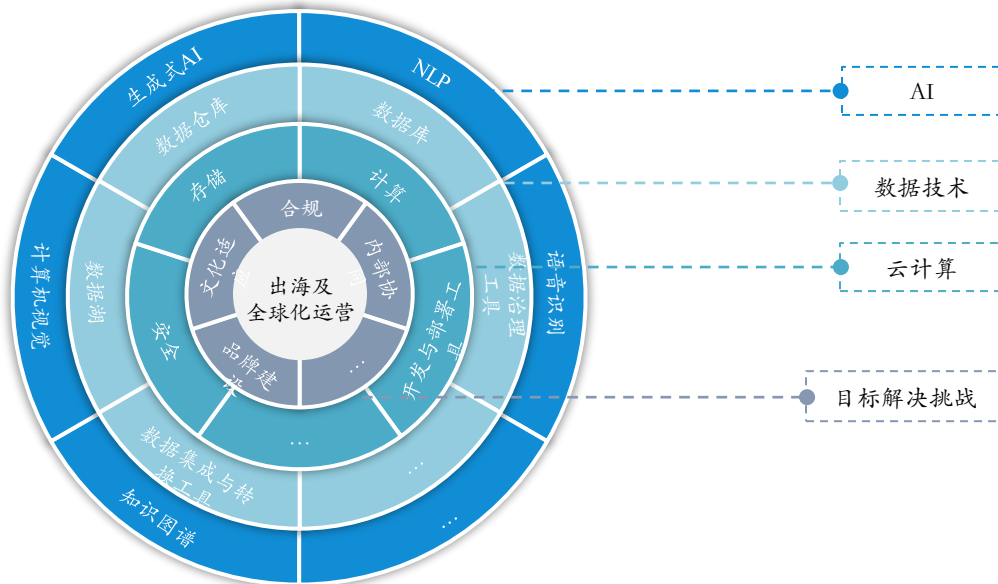 生成式AI
NLP
语音识别
...
知识图谱
计算机视觉
数据仓库
数据库
数据治理
工具
...
数据集成与转
换工具
数据湖
存储
计算
开发与部署工
具
...
安全
合规
内部协
同
...
品牌建
设
文化适
应
出海及
全球化运营
AI
数据技术
云计算
目标解决挑战